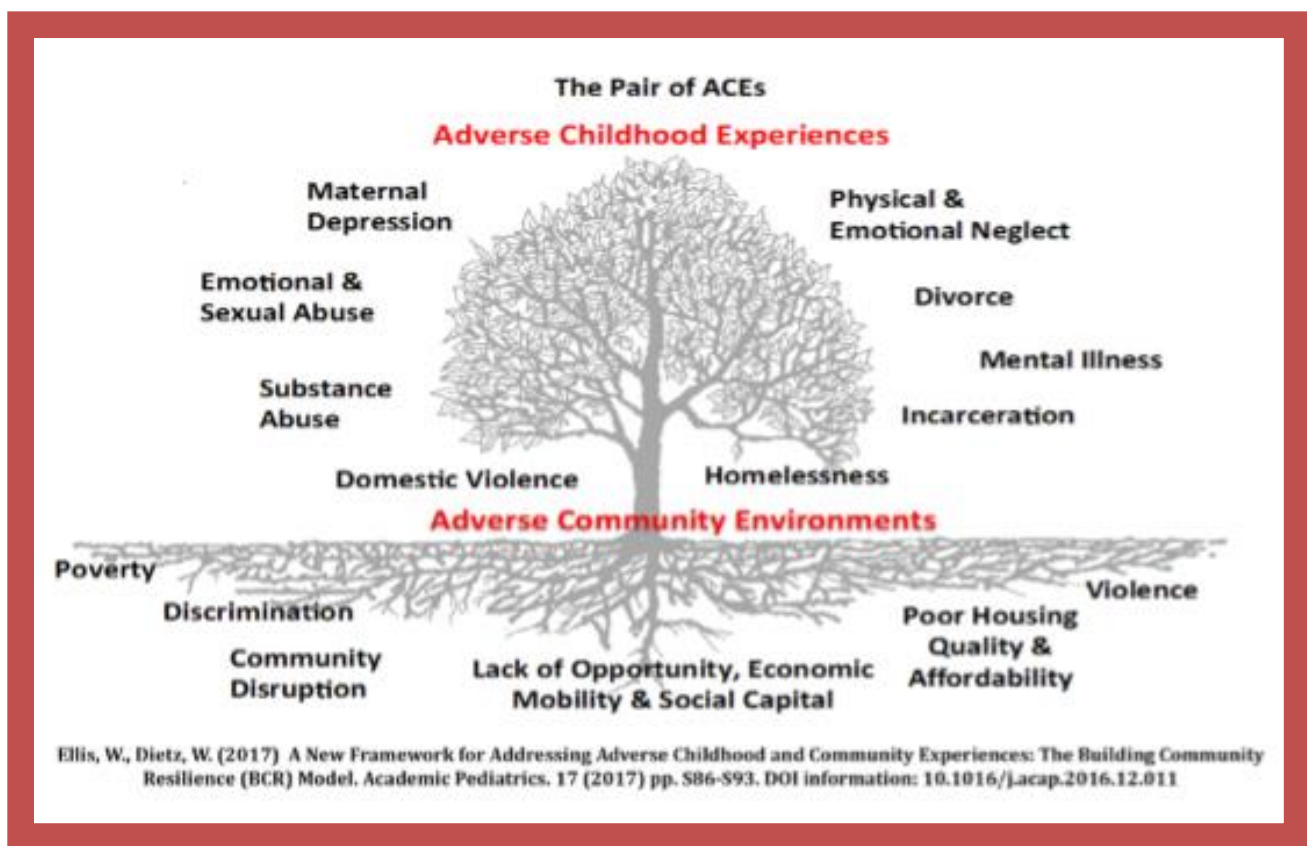 The Pair of ACEs
Adverse Childhood Experiences
Maternal
Depression
Physical &
Emotional Neglect
Emotional &
Sexual Abuse
Divorce
Mental Illness
Substance
Abuse
Incarceration
Domestic Violence
Homelessness
Adverse Community Environments
Poverty
Violence
Discrimination
Poor Housing
Quality &
Affordability
Community
Disruption
Lack of Opportunity, Economic
Mobility & Social Capital
Ellis, W., Dietz, W. (2017) A New Framework for Addressing Adverse Childhood and Community Experiences: The Building Community
Resilience (BCR) Model. Academic Pediatrics. 17 (2017) pp. S86-S93. DOI information: 10.1016/j.acap.2016.12.011